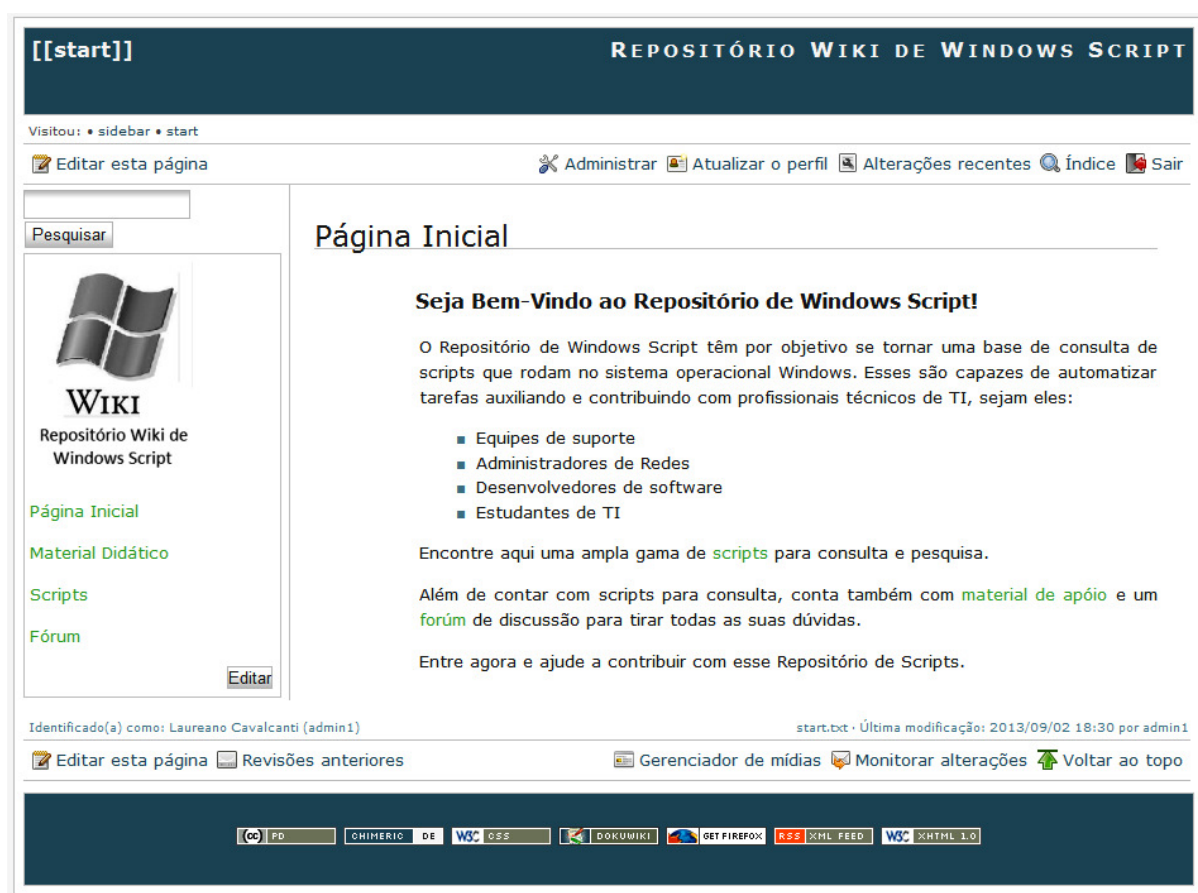 [[start]]
REPOSITÓRIO WIKI DE WINDOWS SCRIPT
Visitou: • sidebar • start
Editar esta página
Administrar Atualizar o perfil Alterações recentes Índice Sair
Pesquisar
WIKI
Repositório Wiki de
Windows Script
Página Inicial
Material Didático
Scripts
Fórum
Editar
Página Inicial
Seja Bem-Vindo ao Repositório de Windows Script!
O Repositório de Windows Script têm por objetivo se tornar uma base de consulta de
scripts que rodam no sistema operacional Windows. Esses são capazes de automatizar
tarefas auxiliando e contribuindo com profissionais técnicos de TI, sejam eles:
Equipes de suporte
Administradores de Redes
Desenvolvedores de software
Estudantes de TI
Encontre aqui uma ampla gama de scripts para consulta e pesquisa.
Além de contar com scripts para consulta, conta também com material de apóio e um
forúm de discussão para tirar todas as suas dúvidas.
Entre agora e ajude a contribuir com esse Repositório de Scripts.
Identificado(a) como: Laureano Cavalcanti (admin1)
start.txt · Última modificação: 2013/09/02 18:30 por admin1
Editar esta página Revisões anteriores
Gerenciador de mídias Monitorar alterações Voltar ao topo
(cc) PD CHIMERIC DE W3C CSS DOKUWIKI GET FIREFOX RSS XML FEED W3C XHTML 1.0